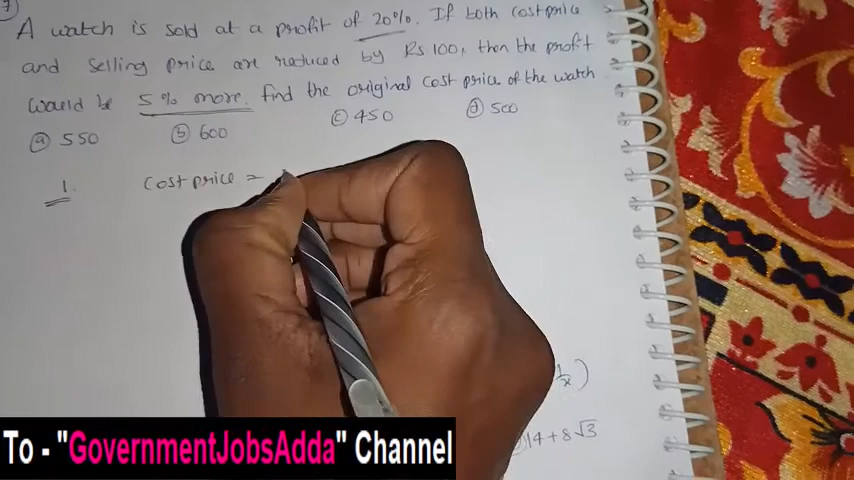 7
A watch is sold at a profit of 20%. If both cost price
and selling price are reduced by Rs 100, then the profit
would be 5% more. find the original cost price of the watch
(a) 550 (b) 600 (c) 450 (d) 500
1. cost price =
1/x )
14+8√3
To - "GovernmentJobsAdda" Channel